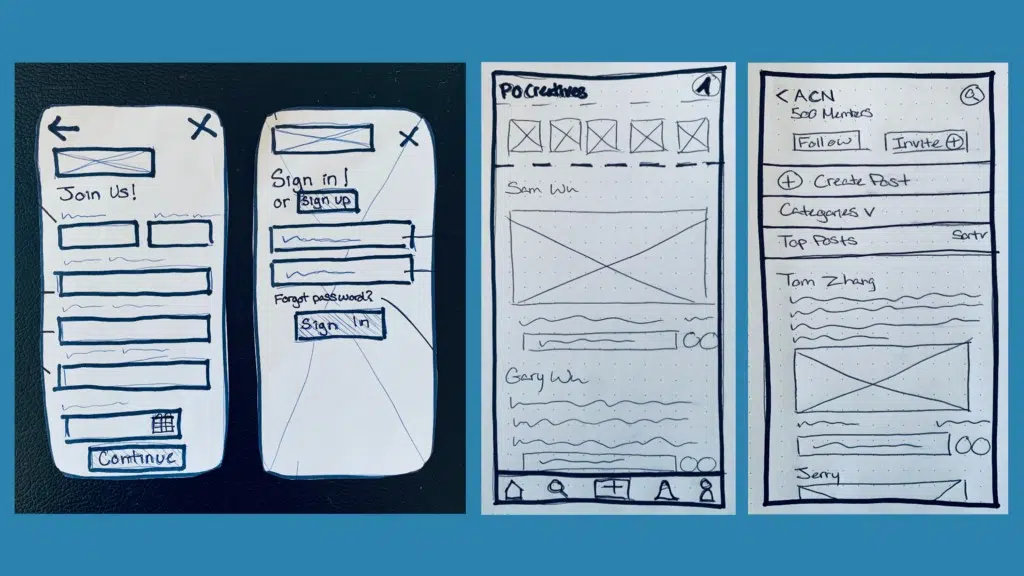 Join Us!
Continue
Sign in!
or sign up
Forgot password?
Sign In
PoCreatives
Sam Wu
Gary Wu
< ACN
500 Members
Follow
Invite +
+ Create Post
Categories v
Top Posts
Tom Zhang
Jerry